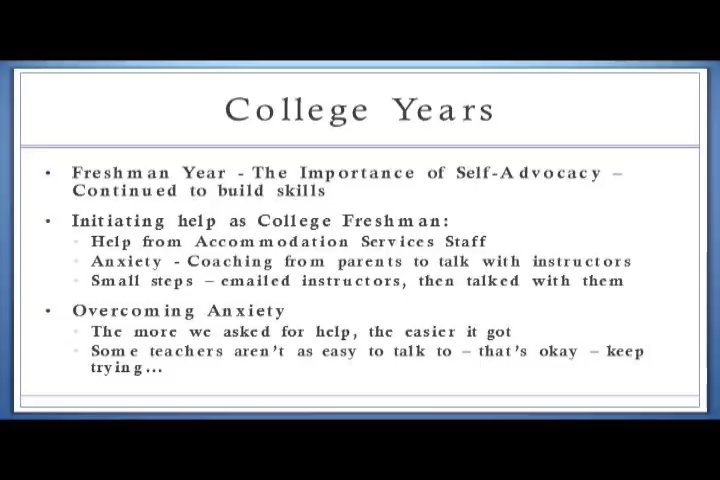 College Years
• Freshman Year - The Importance of Self-Advocacy –
Continued to build skills
• Initiating help as College Freshman:
◦ Help from Accommodation Services Staff
◦ Anxiety - Coaching from parents to talk with instructors
◦ Small steps – emailed instructors, then talked with them
• Overcoming Anxiety
◦ The more we asked for help, the easier it got
◦ Some teachers aren't as easy to talk to – that's okay – keep
trying...